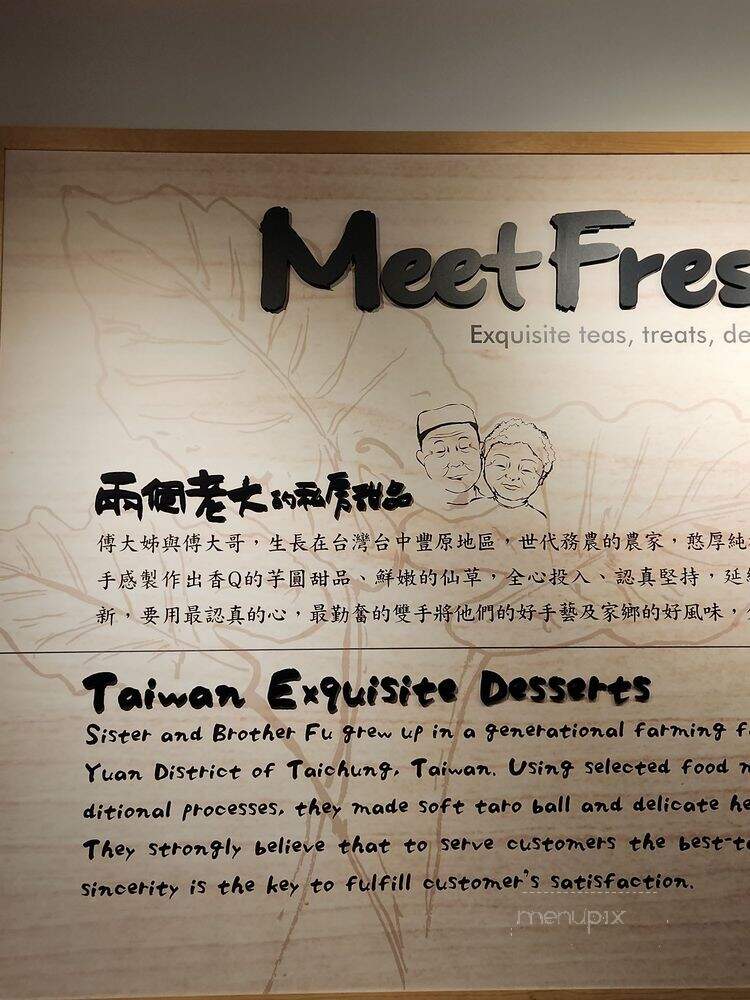 Meet Fres
Exquisite teas, treats, de
兩個老大的私房甜品
傅大姊與傅大哥，生長在台灣台中豐原地區，世代務農的農家，憨厚純
手感製作出香Q的芋圓甜品、鮮嫩的仙草，全心投入、認真堅持，延
新，要用最認真的心，最勤奮的雙手將他們的好手藝及家鄉的好風味，
Taiwan Exquisite Desserts
Sister and Brother Fu grew up in a generational farming f
Yuan District of Taichung, Taiwan. Using selected food
ditional processes, they made soft taro ball and delicate he
They strongly believe that to serve customers the best-t
sincerity is the key to fulfill customer's satisfaction.
menupix